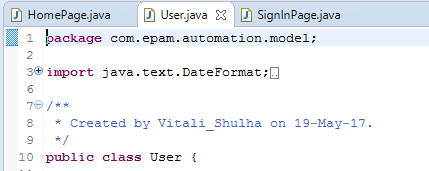 HomePage.java User.java SignInPage.java
1 package com.epam.automation.model;
2
3 import java.text.DateFormat;
6
7 /**
8 * Created by Vitali_Shulha on 19-May-17.
9 */
10 public class User {